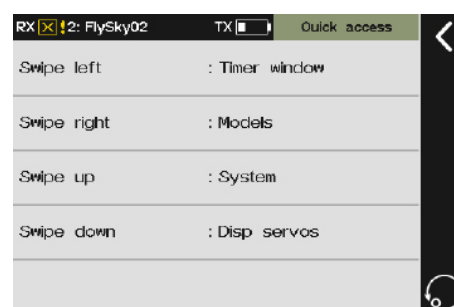 RX ! 2: FlySky02 TX Quick access
Swipe left : Timer window
Swipe right : Models
Swipe up : System
Swipe down : Disp servos